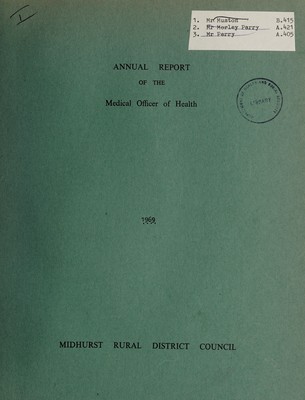 1. Mr Huston B.415
2. Mr Morley Parry A.421
3. Mr Parry A.405
ANNUAL REPORT
OF THE
Medical Officer of Health
1969
MIDHURST RURAL DISTRICT COUNCIL